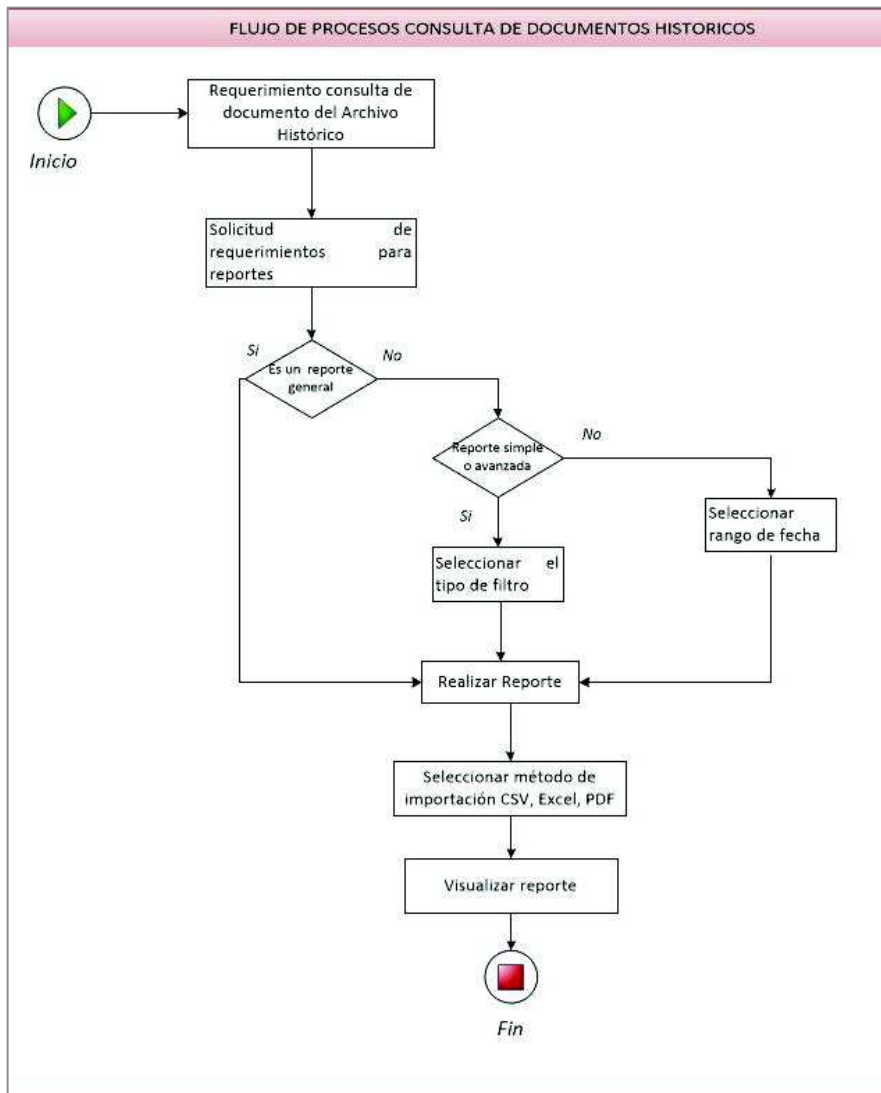 FLUJO DE PROCESOS CONSULTA DE DOCUMENTOS HISTORICOS
Requerimiento consulta de
documento del Archivo
Histórico
Inicio
Solicitud de
requerimientos para
reportes
Si
No
Es un reporte
general
Reporte simple
o avanzada
No
Si
Seleccionar
rango de fecha
Seleccionar el
tipo de filtro
Realizar Reporte
Seleccionar método de
importación CSV, Excel, PDF
Visualizar reporte
Fin